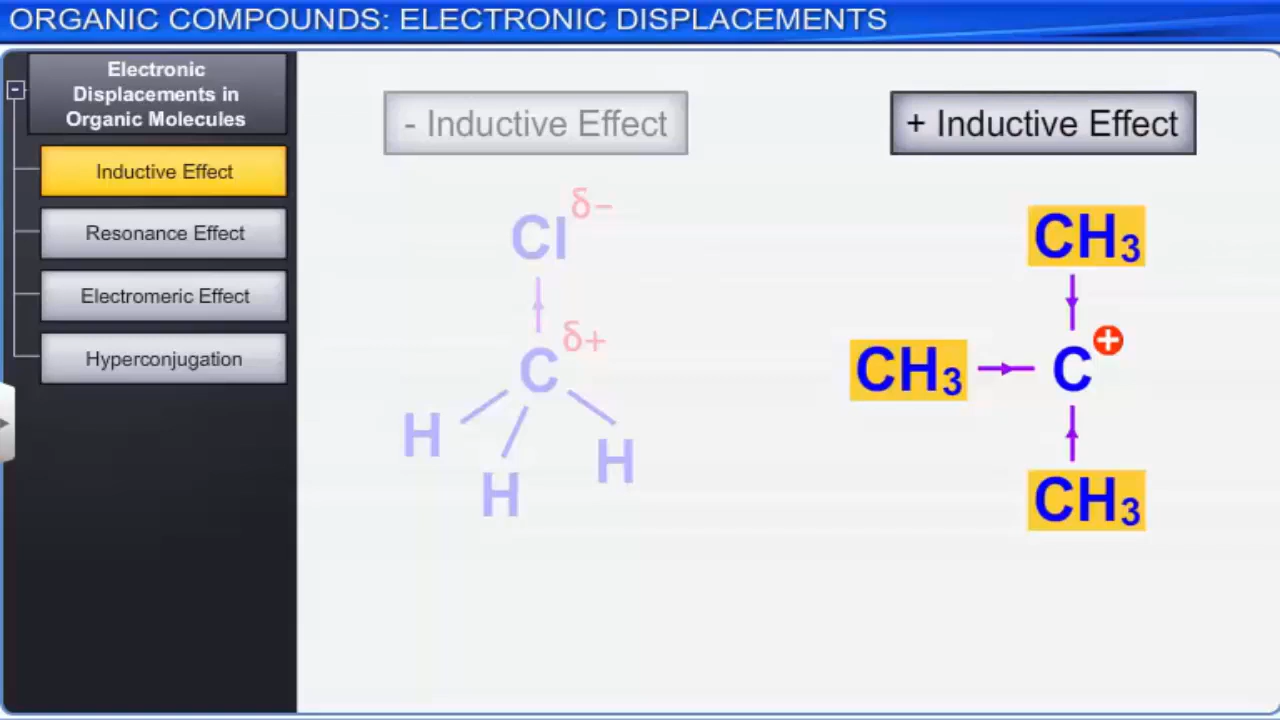 ORGANIC COMPOUNDS: ELECTRONIC DISPLACEMENTS
Electronic
Displacements in
Organic Molecules
Inductive Effect
Resonance Effect
Electromeric Effect
Hyperconjugation
- Inductive Effect
Cl δ−
C δ+
H
H
H
+ Inductive Effect
CH₃
CH₃ C +
CH₃